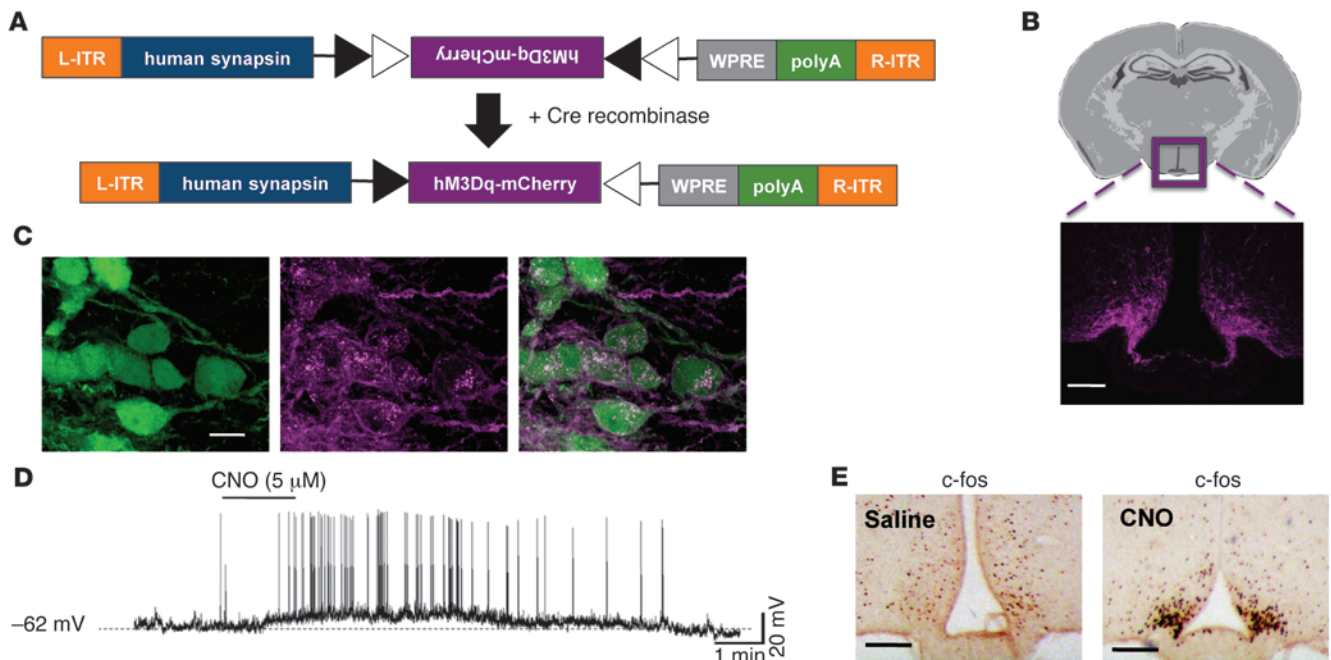 A
L-ITR human synapsin hM3Dq-mCherry WPRE polyA R-ITR
+ Cre recombinase
L-ITR human synapsin hM3Dq-mCherry WPRE polyA R-ITR
B
C
D
CNO (5 μM)
–62 mV
20 mV
1 min
E
c-fos
Saline
c-fos
CNO